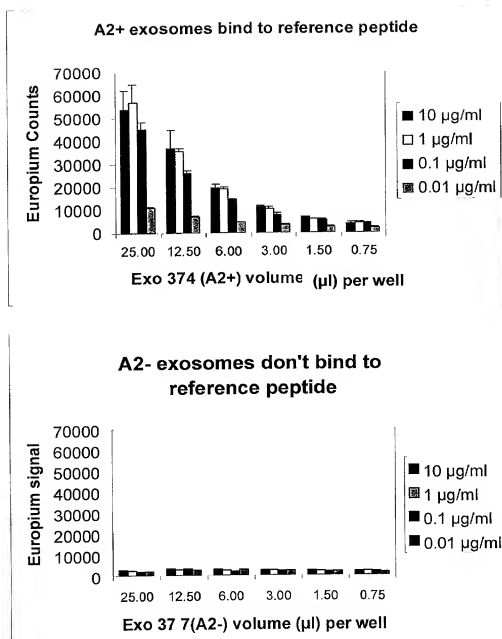 A2+ exosomes bind to reference peptide
Europium Counts
70000
60000
50000
40000
30000
20000
10000
0
25.00 12.50 6.00 3.00 1.50 0.75
Exo 374 (A2+) volume (µl) per well
10 µg/ml
1 µg/ml
0.1 µg/ml
0.01 µg/ml
A2- exosomes don't bind to
reference peptide
Europium signal
70000
60000
50000
40000
30000
20000
10000
0
25.00 12.50 6.00 3.00 1.50 0.75
Exo 37 7(A2-) volume (µl) per well
10 µg/ml
1 µg/ml
0.1 µg/ml
0.01 µg/ml